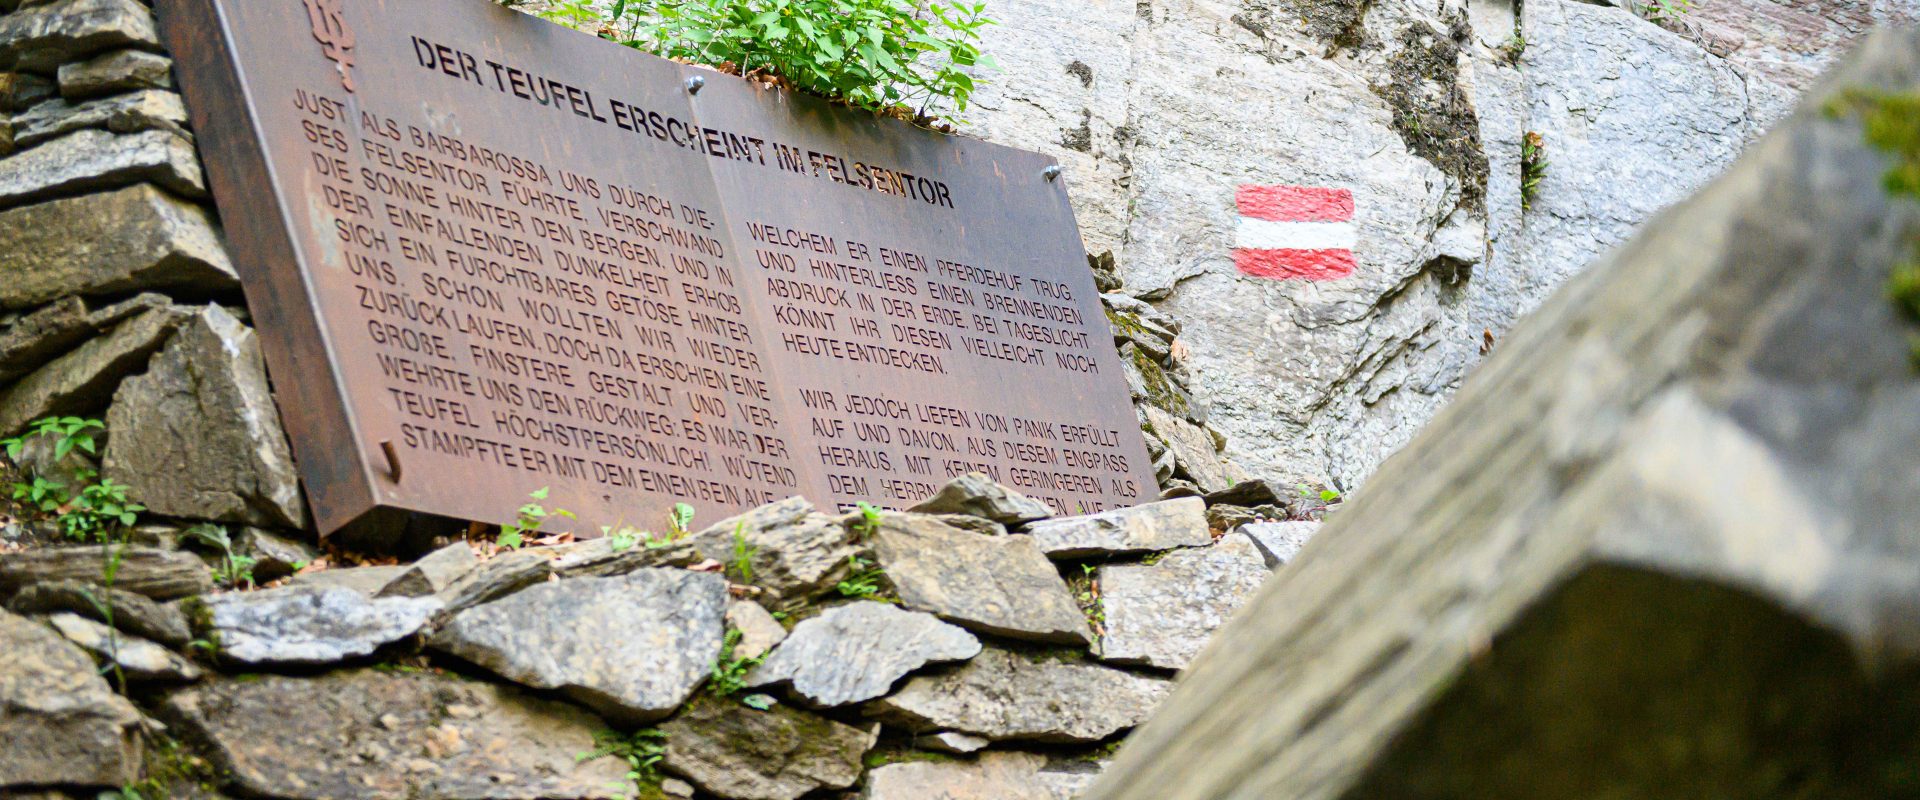 DER TEUFEL ERSCHEINT IM FELSENTOR
JUST ALS BARBAROSSA UNS DURCH DIE-
SES FELSENTOR FÜHRTE, VERSCHWAND
DIE SONNE HINTER DEN BERGEN, UND IN
DER EINFALLENDEN DUNKELHEIT ERHOB
SICH EIN FURCHTBARES GETÖSE HINTER
UNS. SCHON WOLLTEN WIR WIEDER
ZURÜCK LAUFEN, DOCH DA ERSCHIEN EINE
GROßE, FINSTERE GESTALT UND VER-
WEHRTE UNS DEN RÜCKWEG: ES WAR DER
TEUFEL HÖCHSTPERSÖNLICH! WÜTEND
STAMPFTE ER MIT DEM EINEN BEIN AUF,
WELCHEM ER EINEN PFERDEHUF TRUG,
UND HINTERLIESS EINEN BRENNENDEN
ABDRUCK IN DER ERDE. BEI TAGESLICHT
KÖNNT IHR DIESEN VIELLEICHT NOCH
HEUTE ENTDECKEN.
WIR JEDOCH LIEFEN VON PANIK ERFÜLLT
AUF UND DAVON. AUS DIESEM ENGPASS
HERAUS, MIT KEINEM GERINGEREN ALS
DEM HERRN AUF